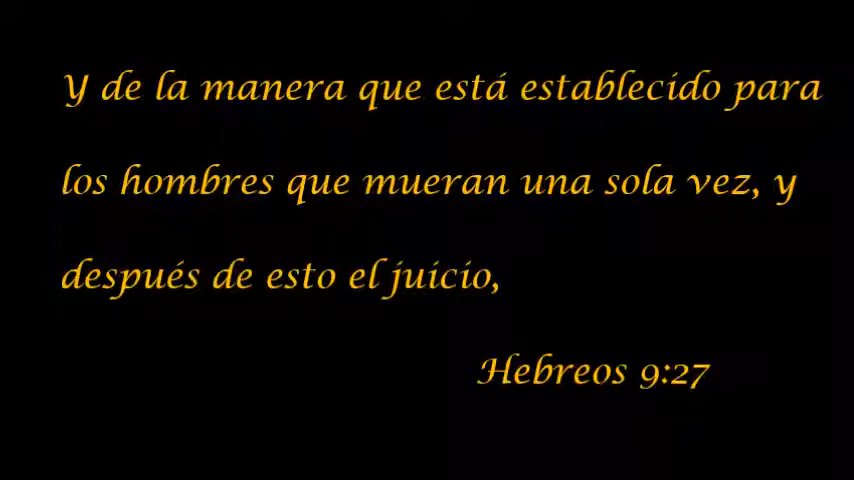 Y de la manera que está establecido para
los hombres que mueran una sola vez, y
después de esto el juicio,
Hebreos 9:27